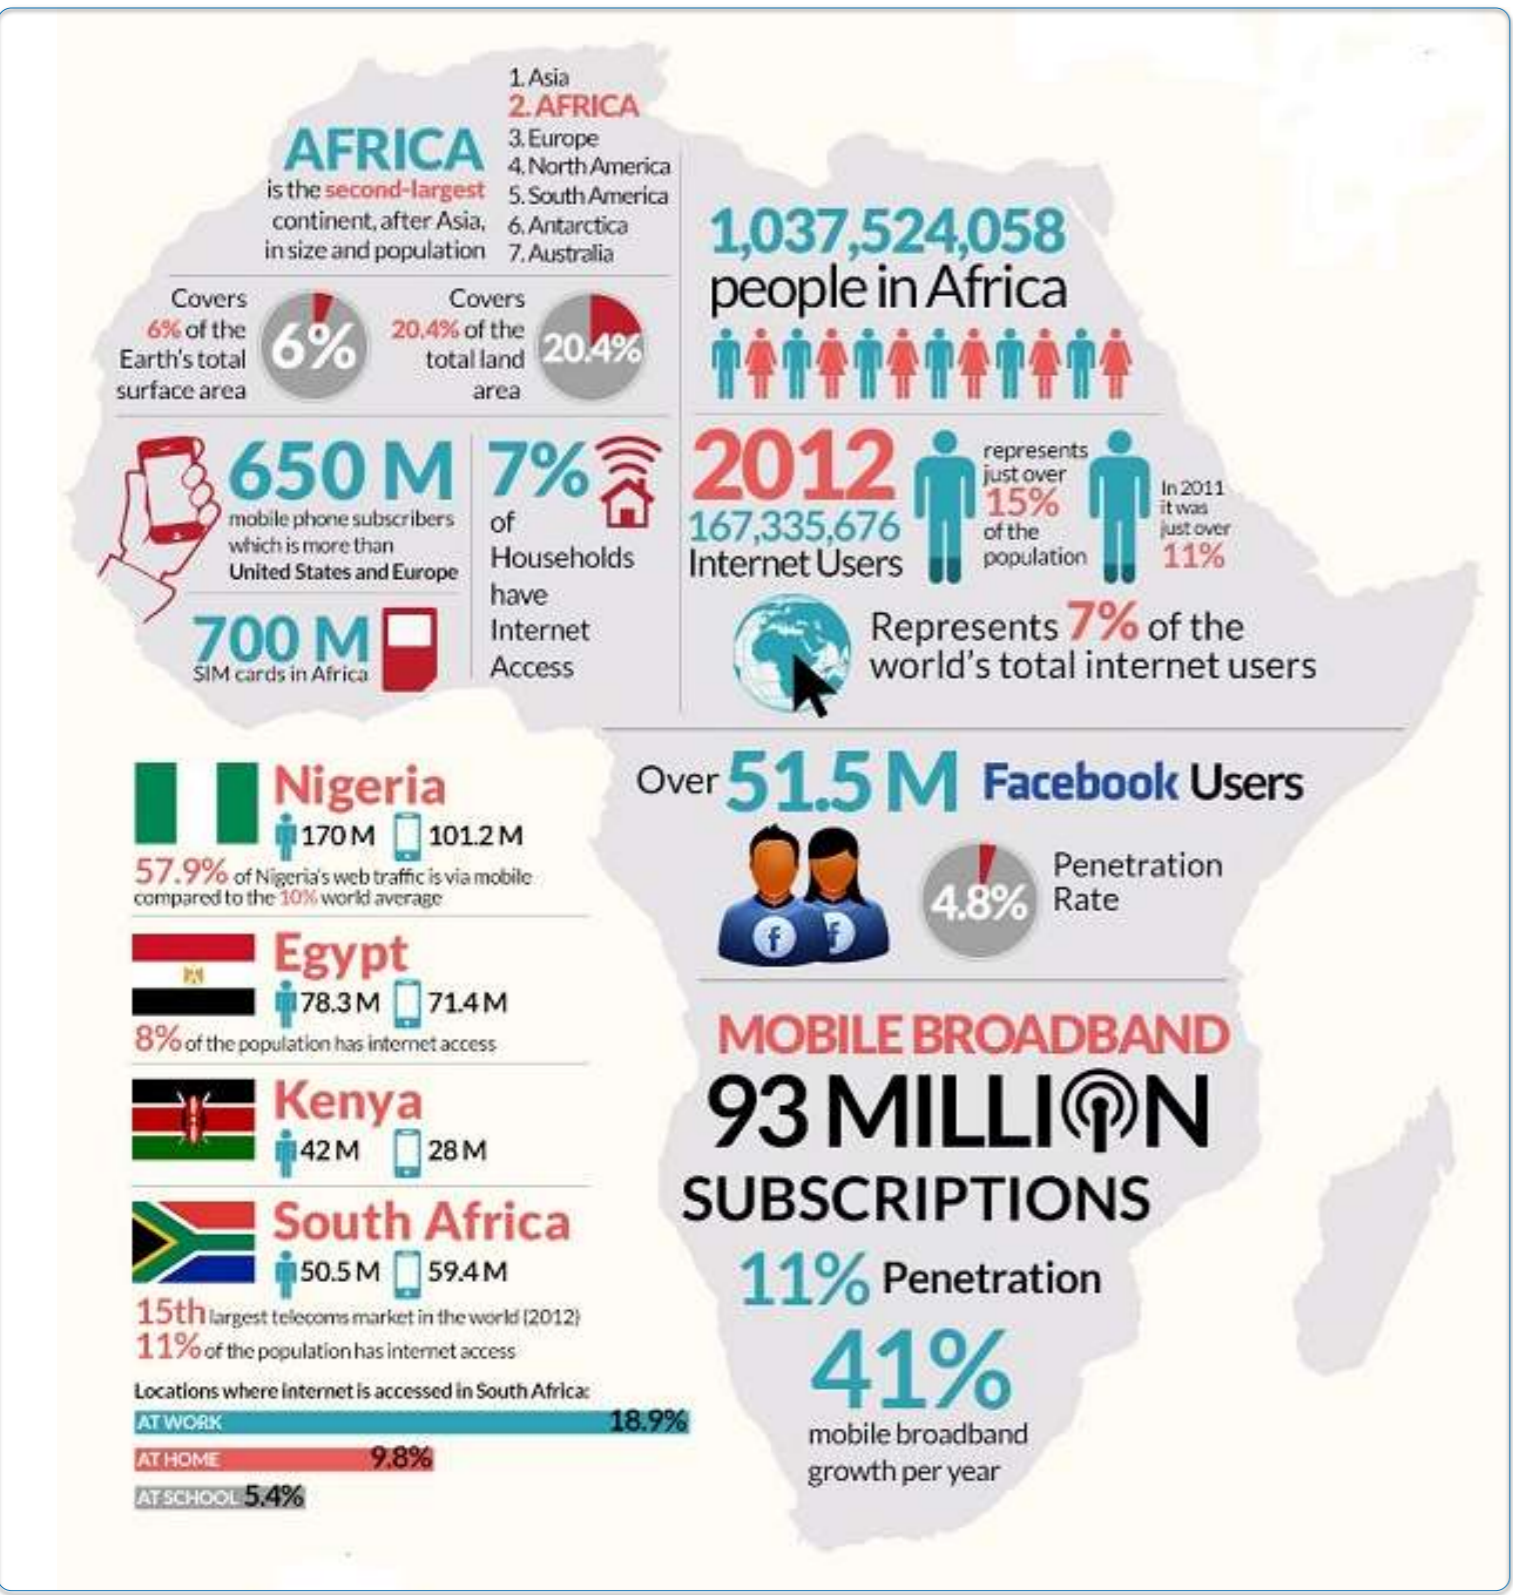 AFRICA
is the second-largest
continent, after Asia,
in size and population
1. Asia
2. AFRICA
3. Europe
4. North America
5. South America
6. Antarctica
7. Australia
Covers
6% of the
Earth's total
surface area
6%
Covers
20.4% of the
total land
area
20.4%
1,037,524,058
people in Africa
650 M
mobile phone subscribers
which is more than
United States and Europe
700 M
SIM cards in Africa
7%
of
Households
have
Internet
Access
2012
167,335,676
Internet Users
represents
just over
15%
of the
population
In 2011
it was
just over
11%
Represents 7% of the
world's total internet users
Over 51.5 M Facebook Users
f f
4.8%
Penetration
Rate
MOBILE BROADBAND
93 MILLION
SUBSCRIPTIONS
11% Penetration
41%
mobile broadband
growth per year
Nigeria
170 M 101.2 M
57.9% of Nigeria's web traffic is via mobile
compared to the 10% world average
Egypt
78.3 M 71.4 M
8% of the population has internet access
Kenya
42 M 28 M
South Africa
50.5 M 59.4 M
15th largest telecoms market in the world (2012)
11% of the population has internet access
Locations where internet is accessed in South Africa:
AT WORK 18.9%
AT HOME 9.8%
AT SCHOOL 5.4%